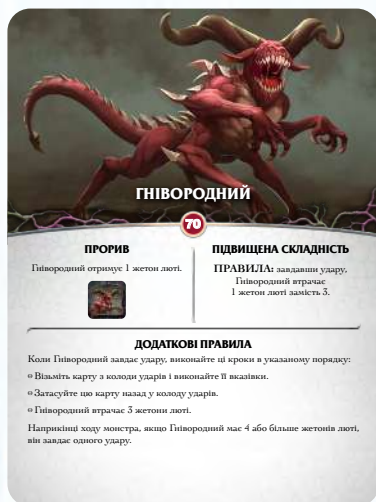 ГНІВОРОДНИЙ
70
ПРОРИВ
Гнівородний отримує 1 жетон люті.
ПІДВИЩЕНА СКЛАДНІСТЬ
ПРАВИЛА: завдавши удару,
Гнівородний втрачає
1 жетон люті замість 3.
ДОДАТКОВІ ПРАВИЛА
Коли Гнівородний завдає удару, виконайте ці кроки в указаному порядку:
Візьміть карту з колоди ударів і виконайте її вказівки.
Затасуйте цю карту назад у колоду ударів.
Гнівородний втрачає 3 жетони люті.
Наприкінці ходу монстра, якщо Гнівородний має 4 або більше жетонів люті,
він завдає одного удару.